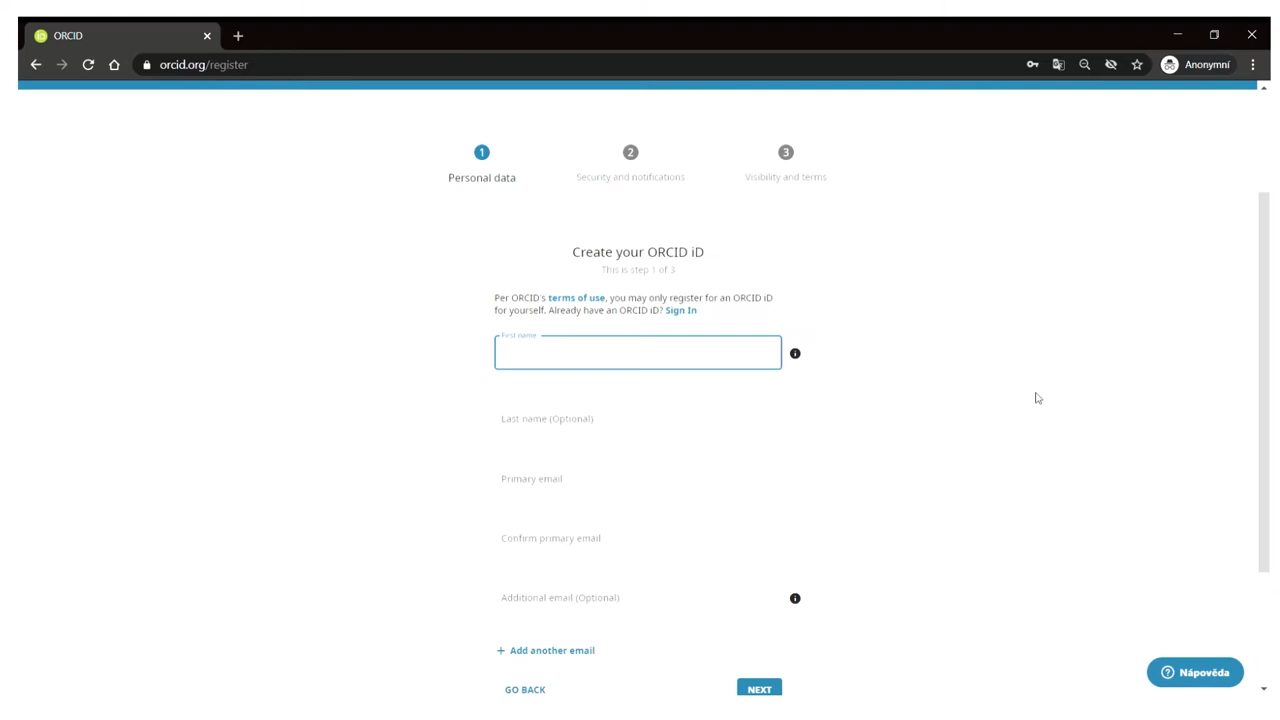 ORCID
orcid.org/register
Anonymní
1
2
3
Personal data
Security and notifications
Visibility and terms
Create your ORCID iD
This is step 1 of 3
Per ORCID's terms of use, you may only register for an ORCID iD
for yourself. Already have an ORCID iD? Sign In
First name
Last name (Optional)
Primary email
Confirm primary email
Additional email (Optional)
+ Add another email
GO BACK
NEXT
Nápověda